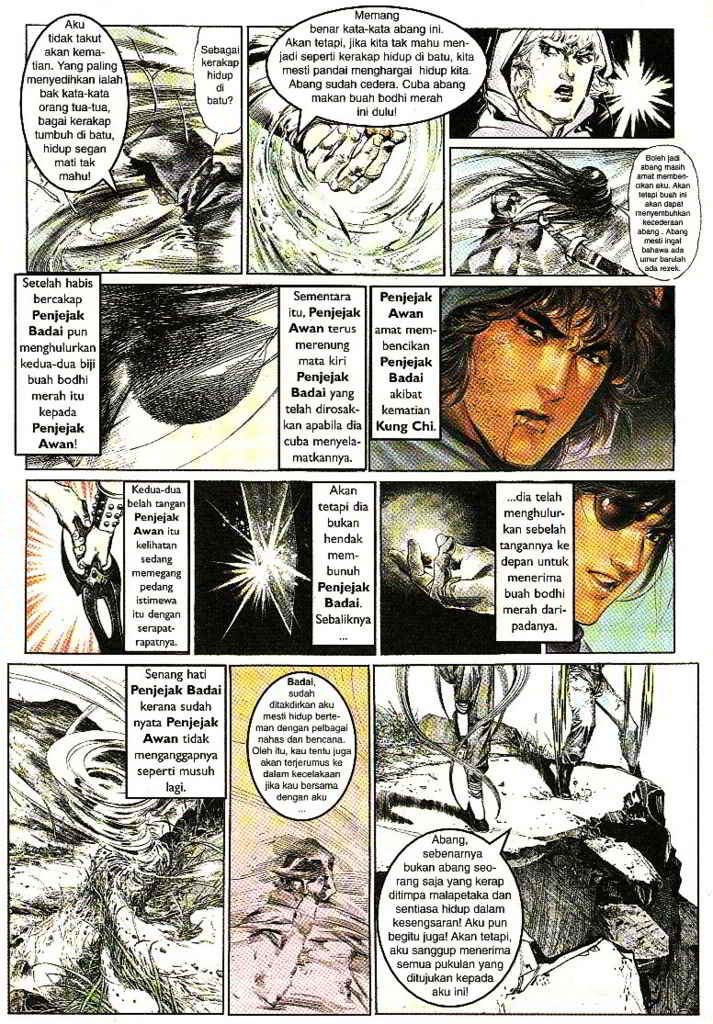 Aku
tidak takut
akan kema-
tian. Yang paling
menyedihkan ialah
bak kata-kata
orang tua-tua,
bagai kerakap
tumbuh di batu,
hidup segan
mati tak
mahu!
Sebagai
kerakap
hidup
di
batu?
Memang
benar kata-kata abang ini.
Akan tetapi, jika kita tak mahu men-
jadi seperti kerakap hidup di batu, kita
mesti pandai menghargai hidup kita.
Abang sudah cedera. Cuba abang
makan buah bodhi merah
ini dulu!
Boleh jadi
abang masih
amat memben-
cikan aku. Akan
tetapi buah ini
akan dapat
menyembuhkan
kecederaan
abang . Abang
mesti ingat
bahawa ada
umur barulah
ada rezek.
Setelah habis
bercakap
Penjejak
Badai pun
menghulurkan
kedua-dua biji
buah bodhi
merah itu
kepada
Penjejak
Awan!
Sementara
itu, Penjejak
Awan terus
merenung
mata kiri
Penjejak
Badai yang
telah dirosak-
kan apabila dia
cuba menyela-
matkannya.
Penjejak
Awan
amat mem-
bencikan
Penjejak
Badai
akibat
kematian
Kung Chi.
Kedua-dua
belah tangan
Penjejak
Awan itu
kelihatan
sedang
memegang
pedang
istimewa
itu dengan
serapat-
rapatnya.
Akan
tetapi dia
bukan
hendak
mem-
bunuh
Penjejak
Badai.
Sebaliknya
...
...dia telah
menghulur-
kan sebelah
tangannya ke
depan untuk
menerima
buah bodhi
merah dari-
padanya.
Senang hati
Penjejak Badai
kerana sudah
nyata Penjejak
Awan tidak
menganggapnya
seperti musuh
lagi.
Badai,
sudah
ditakdirkan aku
mesti hidup berte-
man dengan pelbagai
nahas dan bencana.
Oleh itu, kau tentu juga
akan terjerumus ke
dalam kecelakaan
jika kau bersama
dengan aku
...
Abang,
sebenarnya
bukan abang seo-
rang saja yang kerap
ditimpa malapetaka dan
sentiasa hidup dalam
kesengsaran! Aku pun
begitu juga! Akan tetapi,
aku sanggup menerima
semua pukulan yang
ditujukan kepada
aku ini!